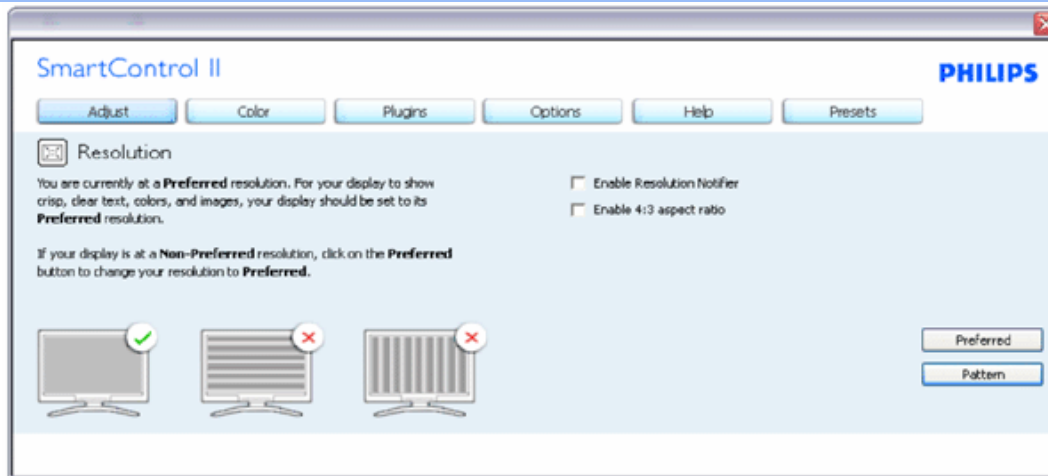 SmartControl II
PHILIPS
Adjust
Color
Plugins
Options
Help
Presets
Resolution
You are currently at a Preferred resolution. For your display to show
crisp, clear text, colors, and images, your display should be set to its
Preferred resolution.
If your display is at a Non-Preferred resolution, click on the Preferred
button to change your resolution to Preferred.
Enable Resolution Notifier
Enable 4:3 aspect ratio
Preferred
Pattern